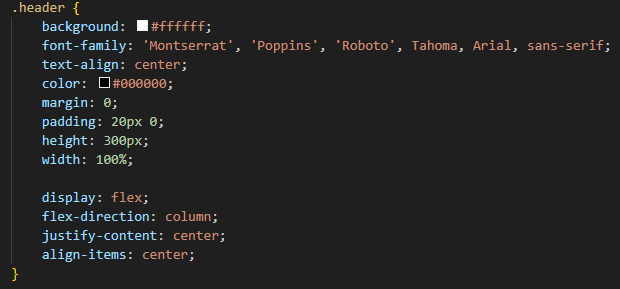 .header {
    background: #ffffff;
    font-family: 'Montserrat', 'Poppins', 'Roboto', Tahoma, Arial, sans-serif;
    text-align: center;
    color: #000000;
    margin: 0;
    padding: 20px 0;
    height: 300px;
    width: 100%;

    display: flex;
    flex-direction: column;
    justify-content: center;
    align-items: center;
}